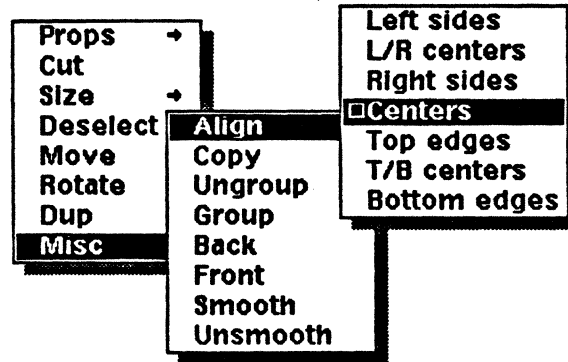 Props →
Cut
Size →
Deselect
Move
Rotate
Dup
Misc
Align
Copy
Ungroup
Group
Back
Front
Smooth
Unsmooth
Left sides
L/R centers
Right sides
Centers
Top edges
T/B centers
Bottom edges